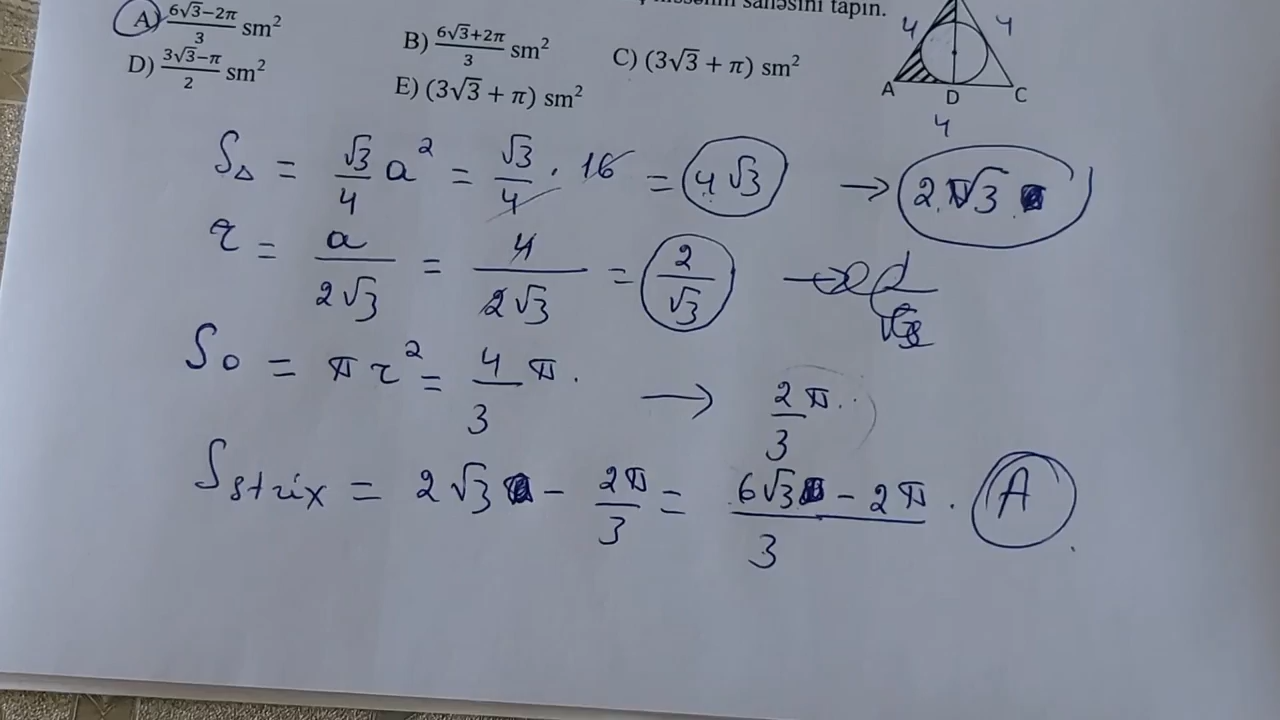 sahəsini tapın.
A) 6√3−2π/3 sm²
B) 6√3+2π/3 sm²
C) (3√3 + π) sm²
D) 3√3−π/2 sm²
E) (3√3 + π) sm²
4 4
A D C
4
S△ = √3/4 a² = √3/4 · 16 = 4√3 → 2√3
r = a/2√3 = 4/2√3 = 2/√3 →
So = πr² = 4/3 π. → 2/3 π
Sstrix = 2√3 − 2π/3 = 6√3 − 2π/3 . A